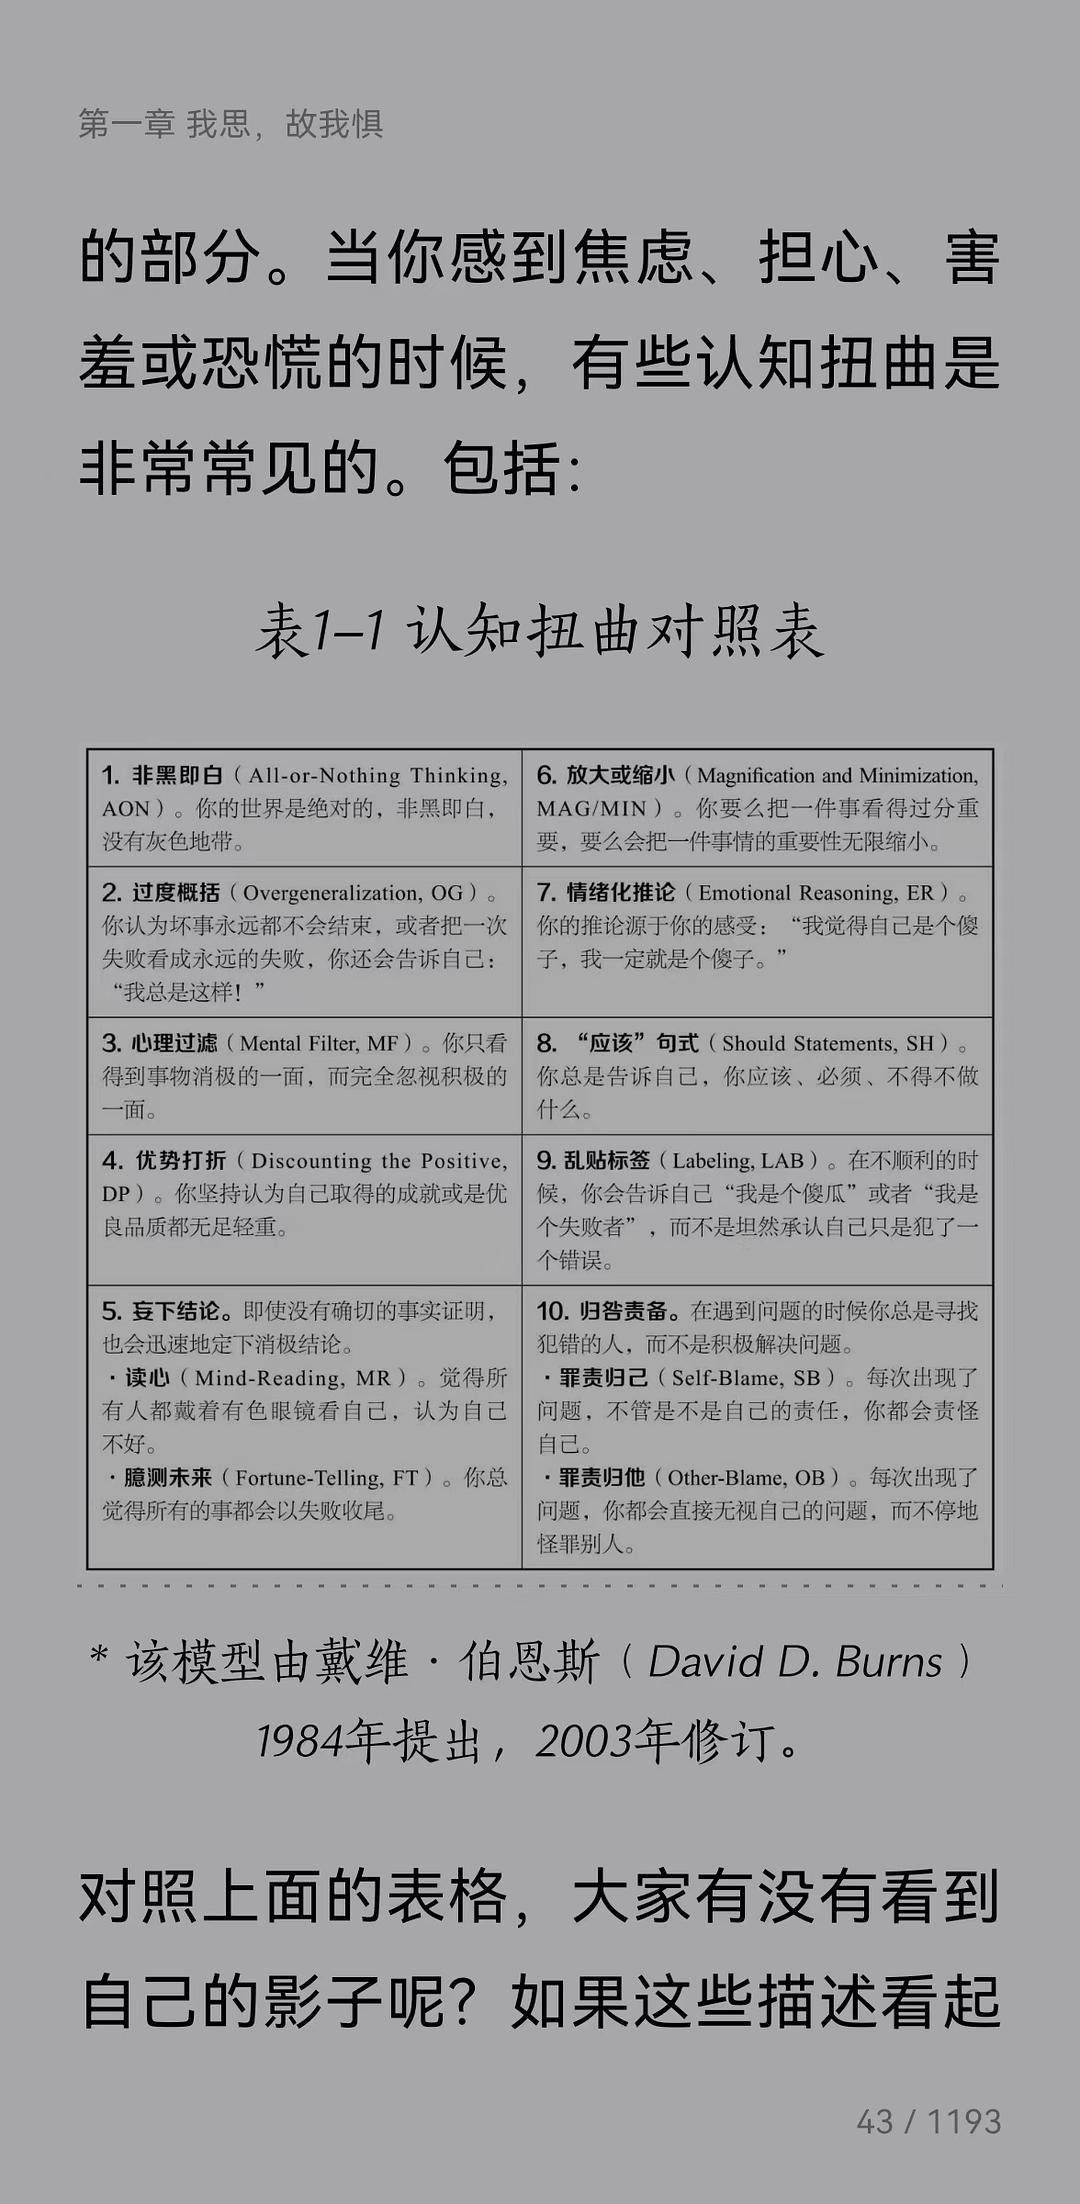 第一章 我思，故我惧
的部分。当你感到焦虑、担心、害
羞或恐慌的时候，有些认知扭曲是
非常常见的。包括：
表1–1 认知扭曲对照表
1. 非黑即白（All-or-Nothing Thinking,
AON）。你的世界是绝对的，非黑即白，
没有灰色地带。
2. 过度概括（Overgeneralization, OG）。
你认为坏事永远都不会结束，或者把一次
失败看成永远的失败，你还会告诉自己：
“我总是这样！”
3. 心理过滤（Mental Filter, MF）。你只看
得到事物消极的一面，而完全忽视积极的
一面。
4. 优势打折（Discounting the Positive,
DP）。你坚持认为自己取得的成就或是优
良品质都无足轻重。
5. 妄下结论。即使没有确切的事实证明，
也会迅速地定下消极结论。
·读心（Mind-Reading, MR）。觉得所
有人都戴着有色眼镜看自己，认为自己
不好。
·臆测未来（Fortune-Telling, FT）。你总
觉得所有的事都会以失败收尾。
6. 放大或缩小（Magnification and Minimization,
MAG/MIN）。你要么把一件事看得过分重
要，要么会把一件事情的重要性无限缩小。
7. 情绪化推论（Emotional Reasoning, ER）。
你的推论源于你的感受：“我觉得自己是个傻
子，我一定就是个傻子。”
8. “应该”句式（Should Statements, SH）。
你总是告诉自己，你应该、必须、不得不做
什么。
9. 乱贴标签（Labeling, LAB）。在不顺利的时
候，你会告诉自己“我是个傻瓜”或者“我是
个失败者”，而不是坦然承认自己只是犯了一
个错误。
10. 归咎责备。在遇到问题的时候你总是寻找
犯错的人，而不是积极解决问题。
·罪责归己（Self-Blame, SB）。每次出现了
问题，不管是不是自己的责任，你都会责怪
自己。
·罪责归他（Other-Blame, OB）。每次出现了
问题，你都会直接无视自己的问题，而不停地
怪罪别人。
* 该模型由戴维·伯恩斯（David D. Burns）
1984年提出，2003年修订。
对照上面的表格，大家有没有看到
自己的影子呢？如果这些描述看起
43 / 1193